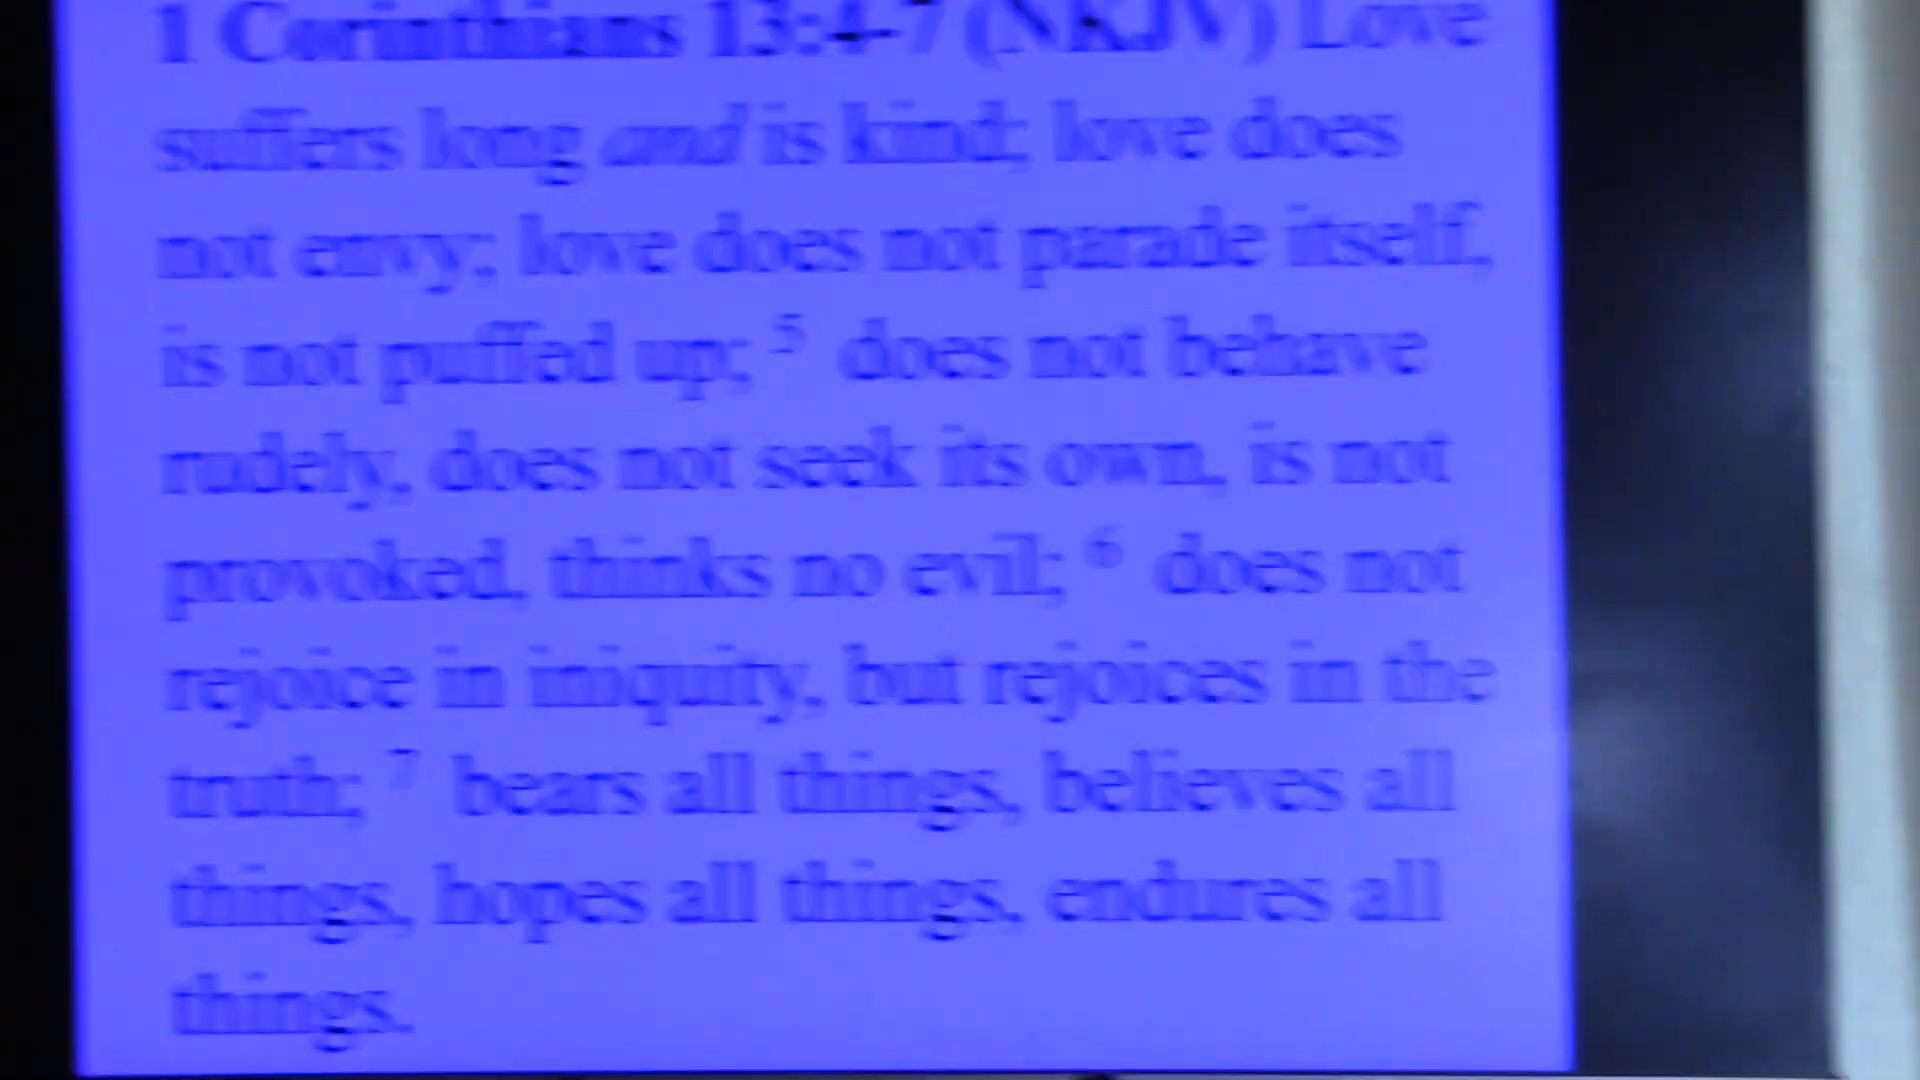 1 Corinthians 13:4-7 (NKJV) Love
suffers long and is kind; love does
not envy; love does not parade itself,
is not puffed up; 5 does not behave
rudely, does not seek its own, is not
provoked, thinks no evil; 6 does not
rejoice in iniquity, but rejoices in the
truth; 7 bears all things, believes all
things, hopes all things, endures all
things.